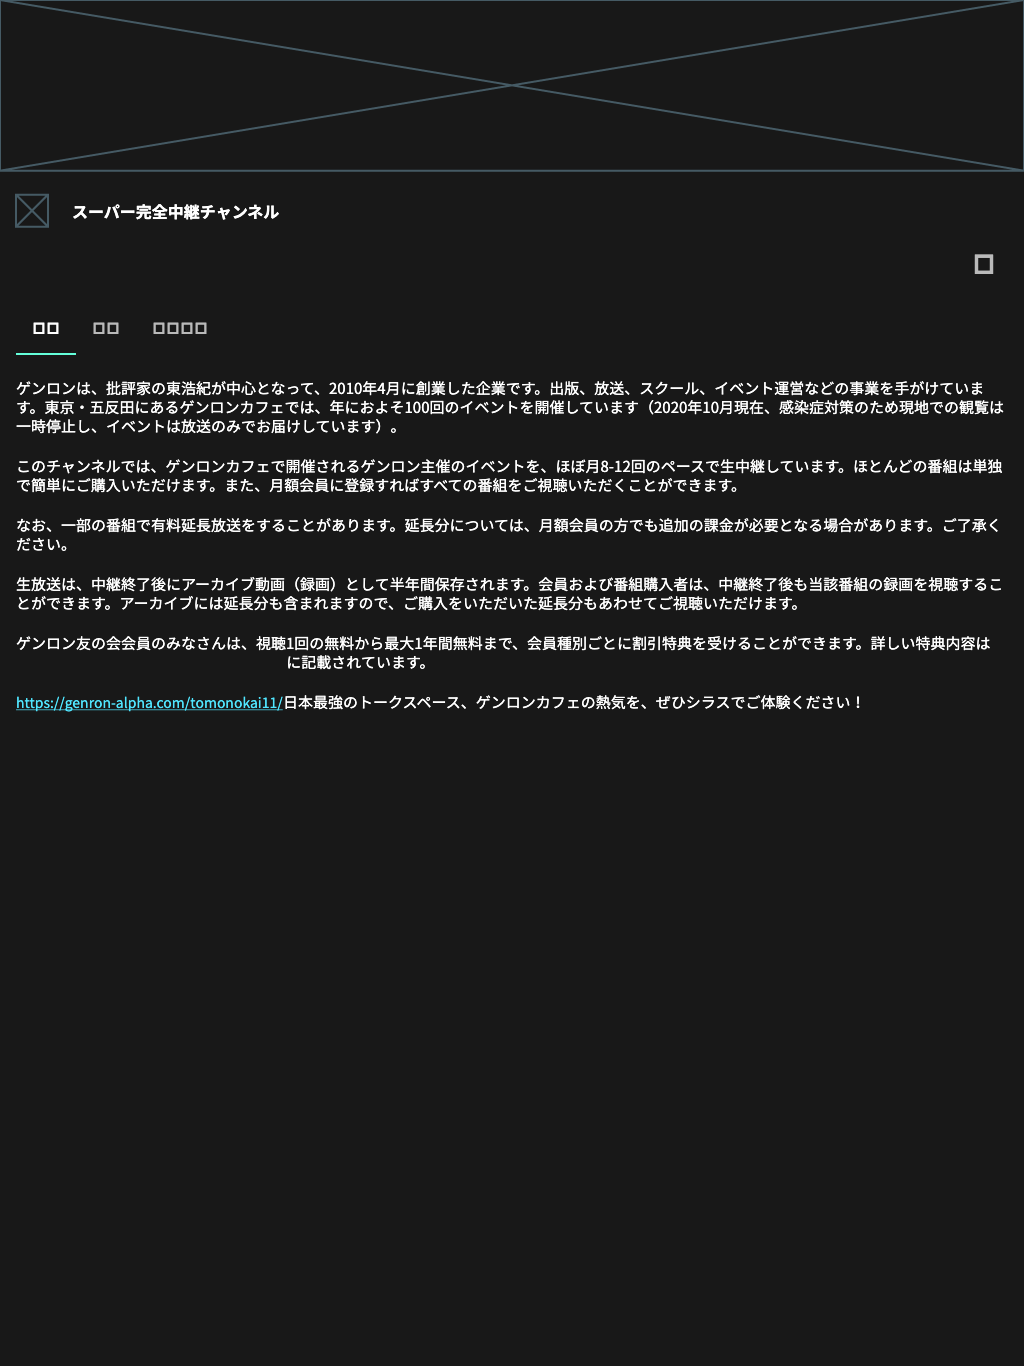 スーパー完全中継チャンネル
ゲンロンは、批評家の東浩紀が中心となって、2010年4月に創業した企業です。出版、放送、スクール、イベント運営などの事業を手がけていま
す。東京・五反田にあるゲンロンカフェでは、年におよそ100回のイベントを開催しています（2020年10月現在、感染症対策のため現地での観覧は
一時停止し、イベントは放送のみでお届けしています）。
このチャンネルでは、ゲンロンカフェで開催されるゲンロン主催のイベントを、ほぼ月8-12回のペースで生中継しています。ほとんどの番組は単独
で簡単にご購入いただけます。また、月額会員に登録すればすべての番組をご視聴いただくことができます。
なお、一部の番組で有料延長放送をすることがあります。延長分については、月額会員の方でも追加の課金が必要となる場合があります。ご了承く
ださい。
生放送は、中継終了後にアーカイブ動画（録画）として半年間保存されます。会員および番組購入者は、中継終了後も当該番組の録画を視聴するこ
とができます。アーカイブには延長分も含まれますので、ご購入をいただいた延長分もあわせてご視聴いただけます。
ゲンロン友の会会員のみなさんは、視聴1回の無料から最大1年間無料まで、会員種別ごとに割引特典を受けることができます。詳しい特典内容は
に記載されています。
https://genron-alpha.com/tomonokai11/日本最強のトークスペース、ゲンロンカフェの熱気を、ぜひシラスでご体験ください！